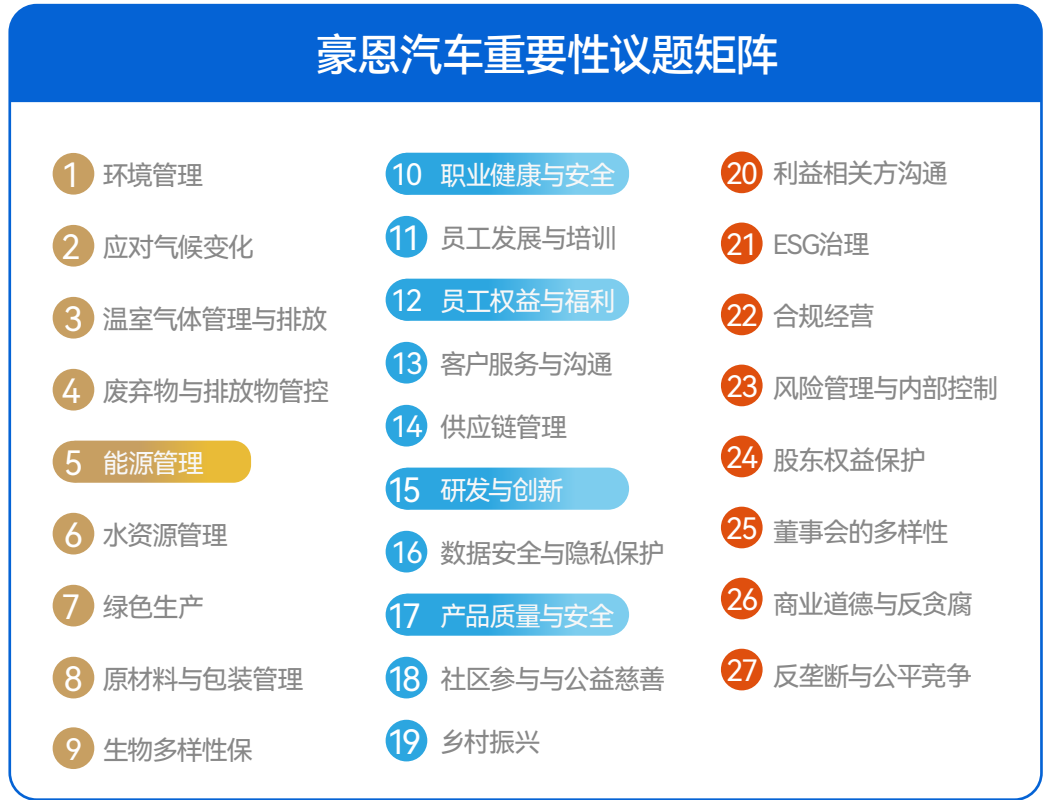 豪恩汽车重要性议题矩阵
1 环境管理
2 应对气候变化
3 温室气体管理与排放
4 废弃物与排放物管控
5 能源管理
6 水资源管理
7 绿色生产
8 原材料与包装管理
9 生物多样性保
10 职业健康与安全
11 员工发展与培训
12 员工权益与福利
13 客户服务与沟通
14 供应链管理
15 研发与创新
16 数据安全与隐私保护
17 产品质量与安全
18 社区参与与公益慈善
19 乡村振兴
20 利益相关方沟通
21 ESG治理
22 合规经营
23 风险管理与内部控制
24 股东权益保护
25 董事会的多样性
26 商业道德与反贪腐
27 反垄断与公平竞争